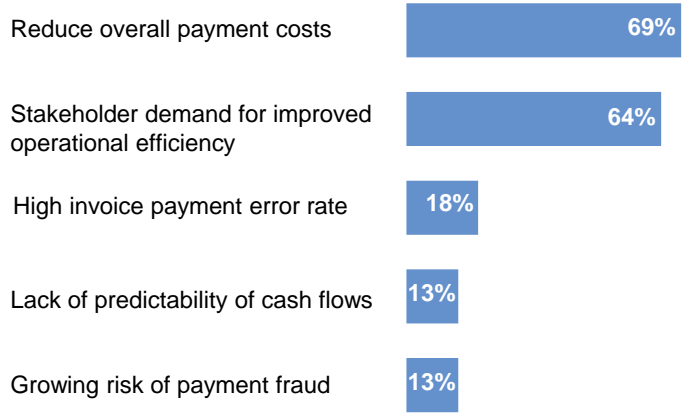 Reduce overall payment costs 69%
Stakeholder demand for improved
operational efficiency 64%
High invoice payment error rate 18%
Lack of predictability of cash flows 13%
Growing risk of payment fraud 13%